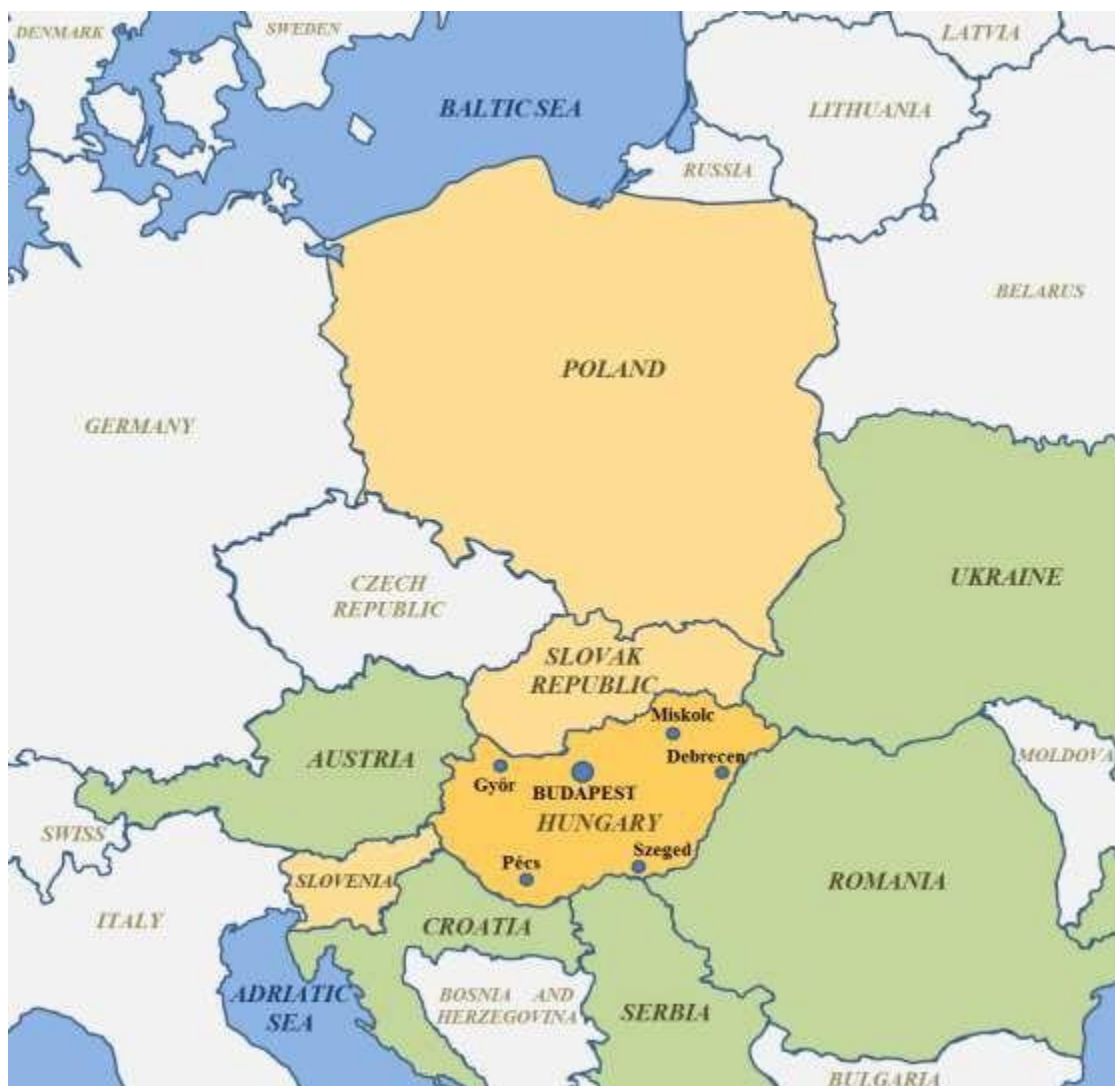 DENMARK
SWEDEN
LATVIA
BALTIC SEA
LITHUANIA
RUSSIA
BELARUS
POLAND
GERMANY
UKRAINE
CZECH
REPUBLIC
SLOVAK
REPUBLIC
Miskolc
AUSTRIA
Debrecen
MOLDOVA
Győr
BUDAPEST
HUNGARY
SWISS
Szeged
Pécs
SLOVENIA
ROMANIA
ITALY
CROATIA
ADRIATIC
SEA
BOSNIA AND
HERZEGOVINA
SERBIA
BULGARIA